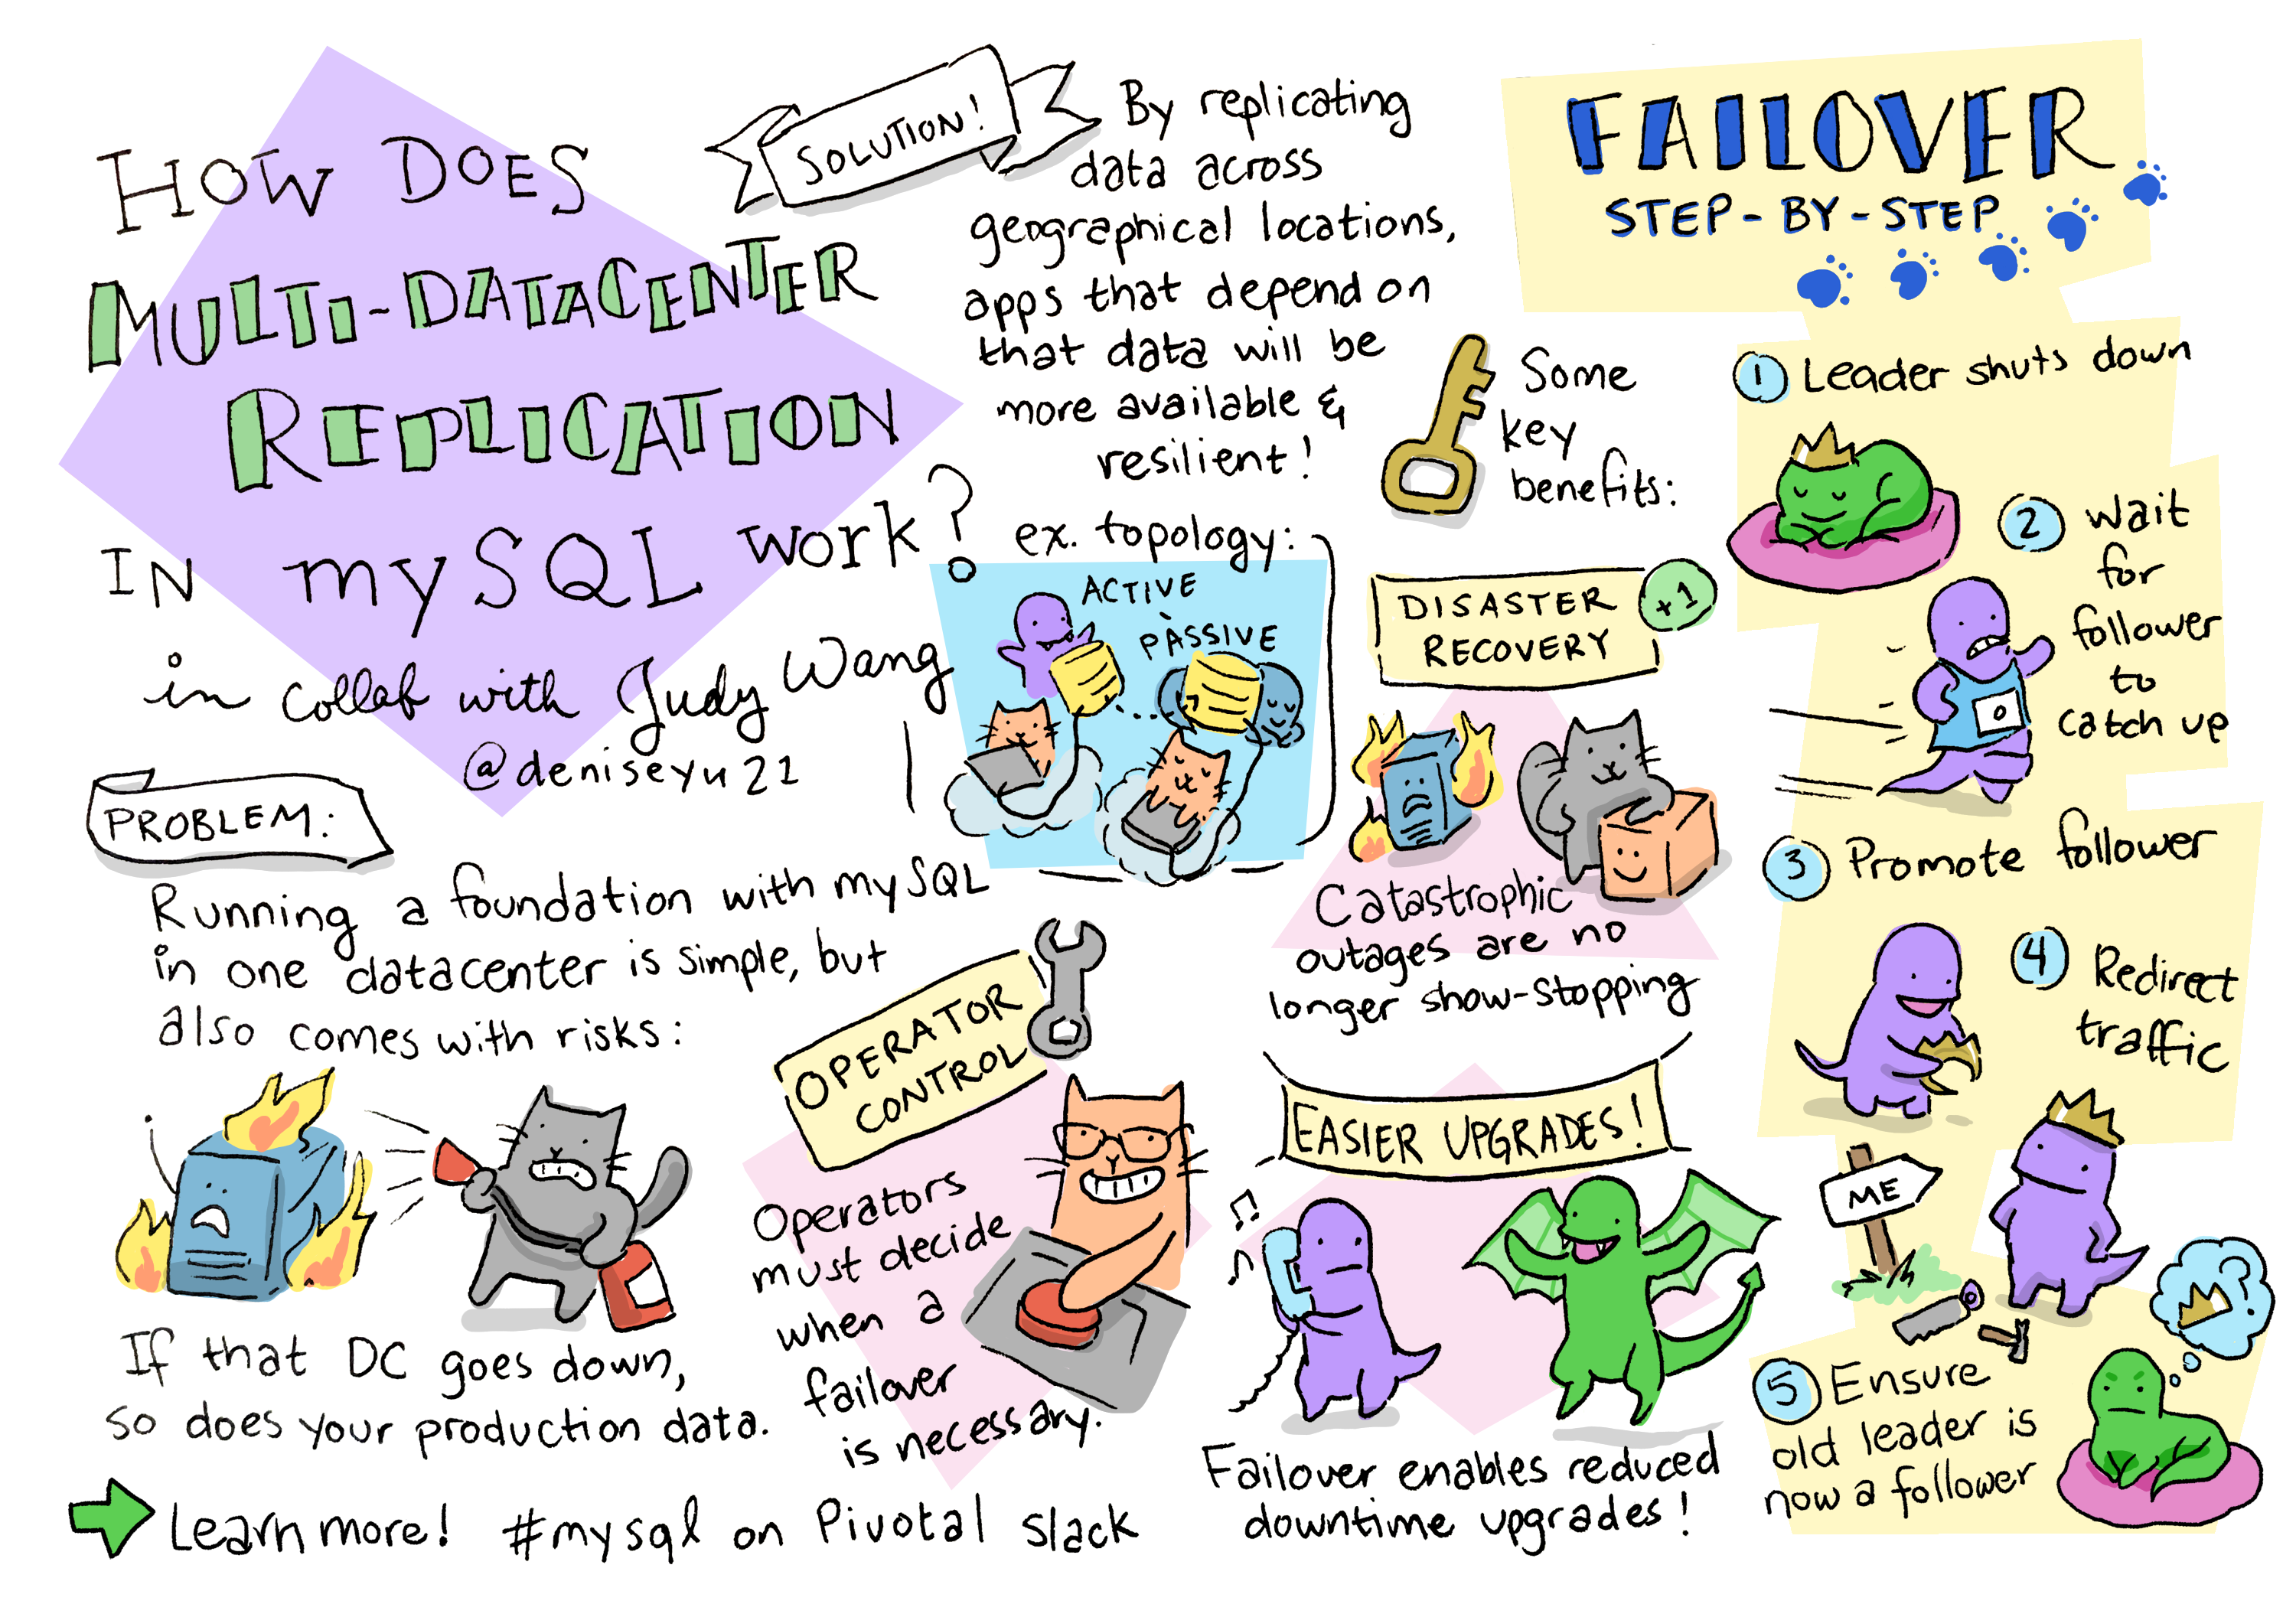 HOW DOES
MULTI-DATACENTER
REPLICATION
IN mySQL work?
in collab with Judy Wang
@deniseyu21
PROBLEM:
Running a foundation with mySQL
in one datacenter is simple, but
also comes with risks:
If that DC goes down,
so does your production data.
Learn more! #mysql on Pivotal Slack
SOLUTION!
By replicating
data across
geographical locations,
apps that depend on
that data will be
more available &
resilient!
ex. topology:
ACTIVE
PASSIVE
Some
key
benefits:
DISASTER
RECOVERY
+1
Catastrophic
outages are no
longer show-stopping
OPERATOR
CONTROL
Operators
must decide
when a
failover
is necessary.
EASIER UPGRADES!
Failover enables reduced
downtime upgrades!
FAILOVER
STEP-BY-STEP
1 Leader shuts down
2 Wait
for
follower
to
catch up
0
3 Promote follower
4 Redirect
traffic
ME
5 Ensure
old leader is
now a follower
?